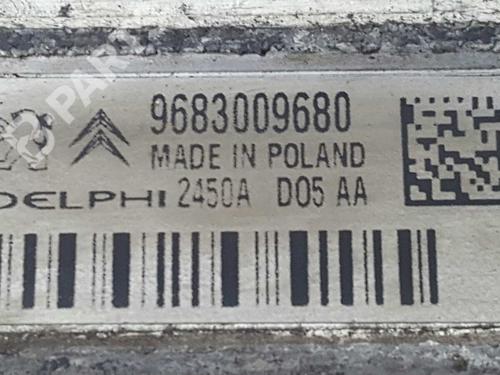 9683009680
MADE IN POLAND
DELPHI 2450A D05 AA